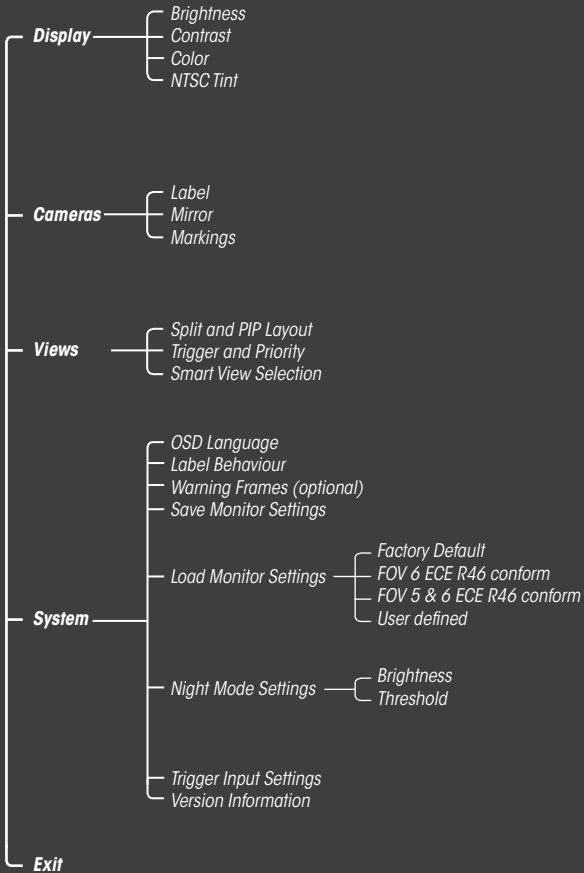 Display
Brightness
Contrast
Color
NTSC Tint
Cameras
Label
Mirror
Markings
Views
Split and PIP Layout
Trigger and Priority
Smart View Selection
System
OSD Language
Label Behaviour
Warning Frames (optional)
Save Monitor Settings
Load Monitor Settings
Factory Default
FOV 6 ECE R46 conform
FOV 5 & 6 ECE R46 conform
User defined
Night Mode Settings
Brightness
Threshold
Trigger Input Settings
Version Information
Exit